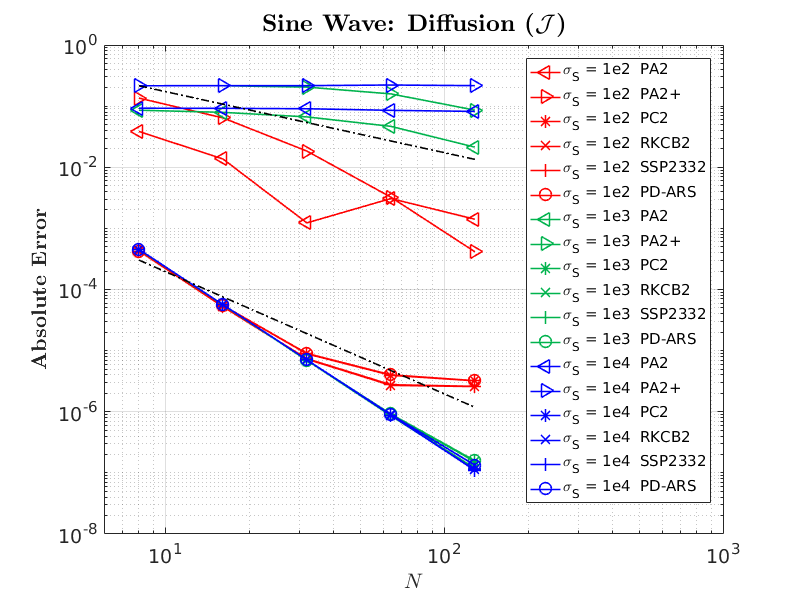 Sine Wave: Diffusion (𝒥)
10^0
10^-2
10^-4
10^-6
10^-8
Absolute Error
10^1
10^2
10^3
N
σ_S = 1e2 PA2
σ_S = 1e2 PA2+
σ_S = 1e2 PC2
σ_S = 1e2 RKCB2
σ_S = 1e2 SSP2332
σ_S = 1e2 PD-ARS
σ_S = 1e3 PA2
σ_S = 1e3 PA2+
σ_S = 1e3 PC2
σ_S = 1e3 RKCB2
σ_S = 1e3 SSP2332
σ_S = 1e3 PD-ARS
σ_S = 1e4 PA2
σ_S = 1e4 PA2+
σ_S = 1e4 PC2
σ_S = 1e4 RKCB2
σ_S = 1e4 SSP2332
σ_S = 1e4 PD-ARS